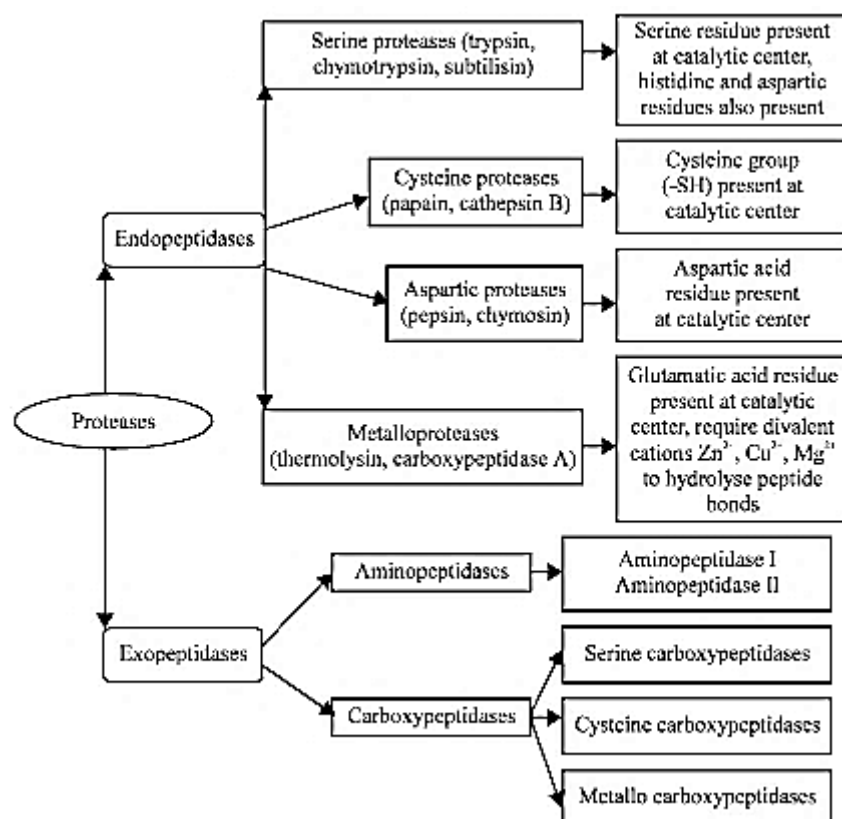 Serine proteases (trypsin,
chymotrypsin, subtilisin)
Serine residue present
at catalytic center,
histidine and aspartic
residues also present
Cysteine proteases
(papain, cathepsin B)
Cysteine group
(-SH) present at
catalytic center
Endopeptidases
Aspartic proteases
(pepsin, chymosin)
Aspartic acid
residue present
at catalytic center
Proteases
Metalloproteases
(thermolysin, carboxypeptidase A)
Glutamatic acid residue
present at catalytic
center, require divalent
cations Zn²⁺, Cu²⁺, Mg²⁺
to hydrolyse peptide
bonds
Aminopeptidases
Aminopeptidase I
Aminopeptidase II
Exopeptidases
Serine carboxypeptidases
Carboxypeptidases
Cysteine carboxypeptidases
Metallo carboxypeptidases